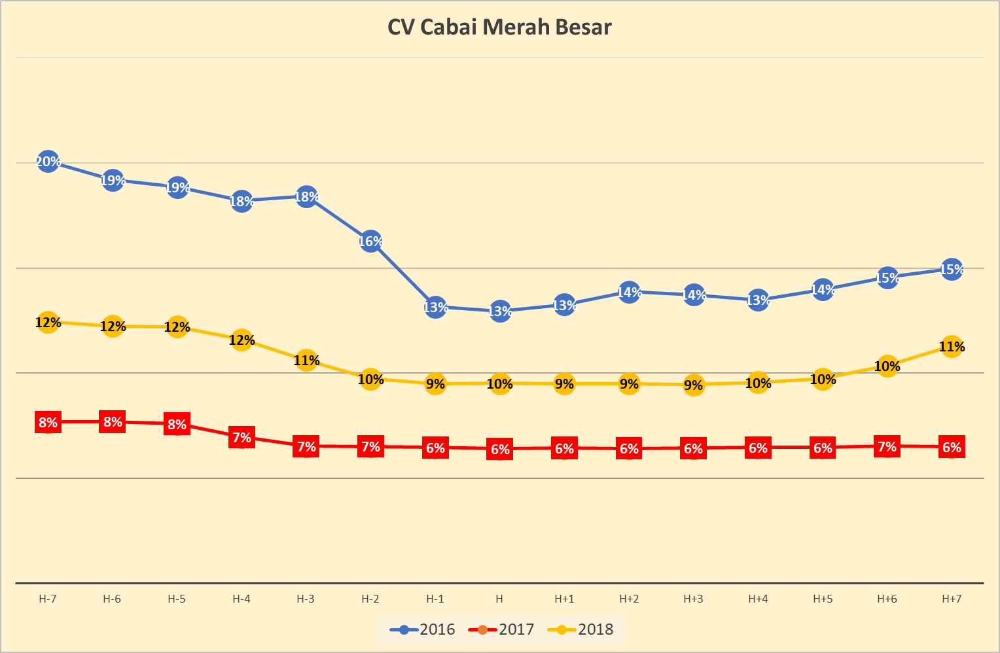 CV Cabai Merah Besar
20% 19% 19% 18% 18% 16% 13% 13% 13% 14% 14% 13% 14% 15% 15%
12% 12% 12% 12% 11% 10% 9% 10% 9% 9% 9% 10% 10% 10% 11%
8% 8% 8% 7% 7% 7% 6% 6% 6% 6% 6% 6% 6% 7% 6%
H-7 H-6 H-5 H-4 H-3 H-2 H-1 H H+1 H+2 H+3 H+4 H+5 H+6 H+7
2016 2017 2018